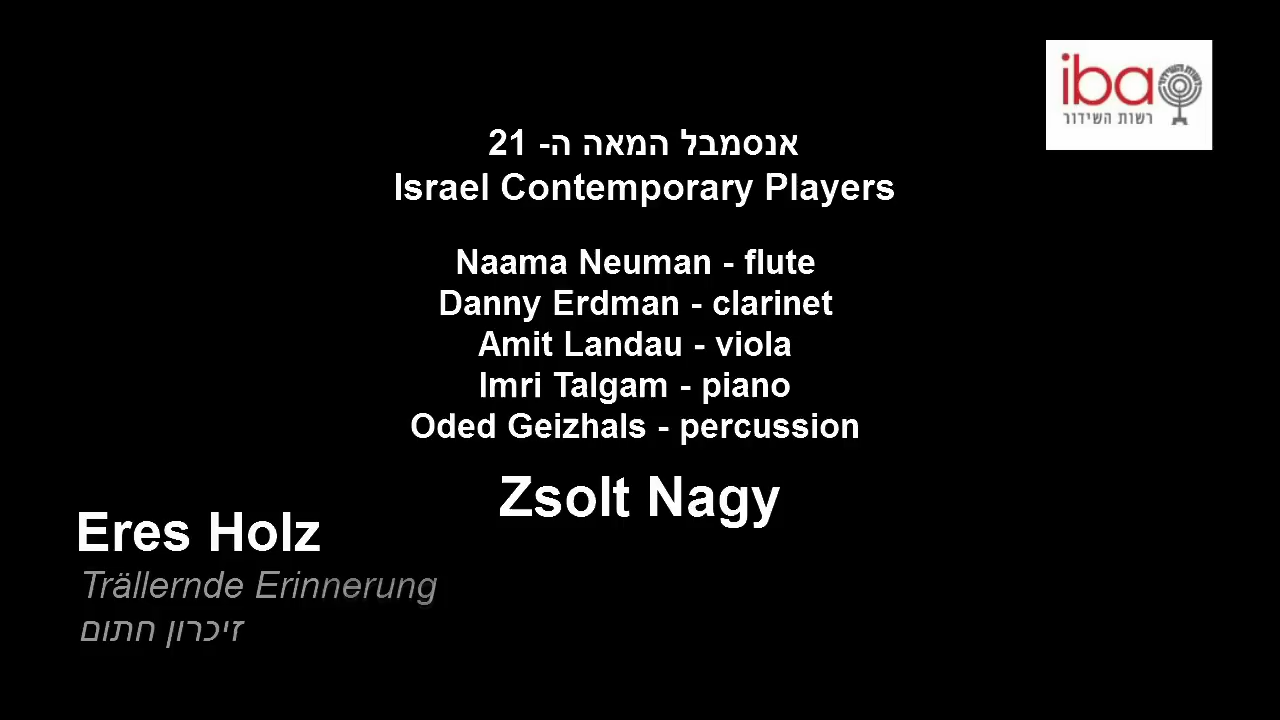 iba
רשות השידור
אנסמבל המאה ה- 21
Israel Contemporary Players
Naama Neuman - flute
Danny Erdman - clarinet
Amit Landau - viola
Imri Talgam - piano
Oded Geizhals - percussion
Zsolt Nagy
Eres Holz
Trällernde Erinnerung
זיכרון חתום